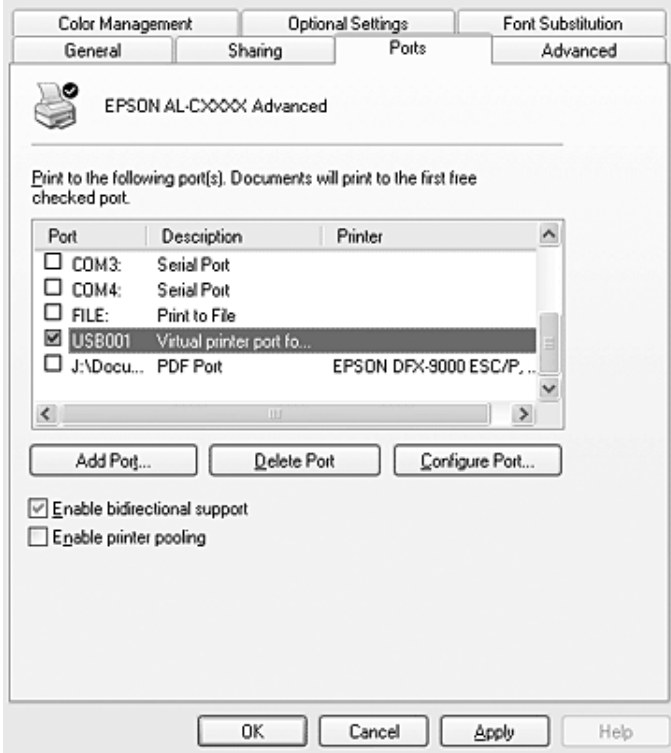 Color Management Optional Settings Font Substitution
General Sharing Ports Advanced
EPSON AL-CXXXX Advanced
Print to the following port(s). Documents will print to the first free
checked port.
Port Description Printer
COM3: Serial Port
COM4: Serial Port
FILE: Print to File
USB001 Virtual printer port fo...
J:\Docu... PDF Port EPSON DFX-9000 ESC/P, ..
Add Port... Delete Port Configure Port...
Enable bidirectional support
Enable printer pooling
OK Cancel Apply Help